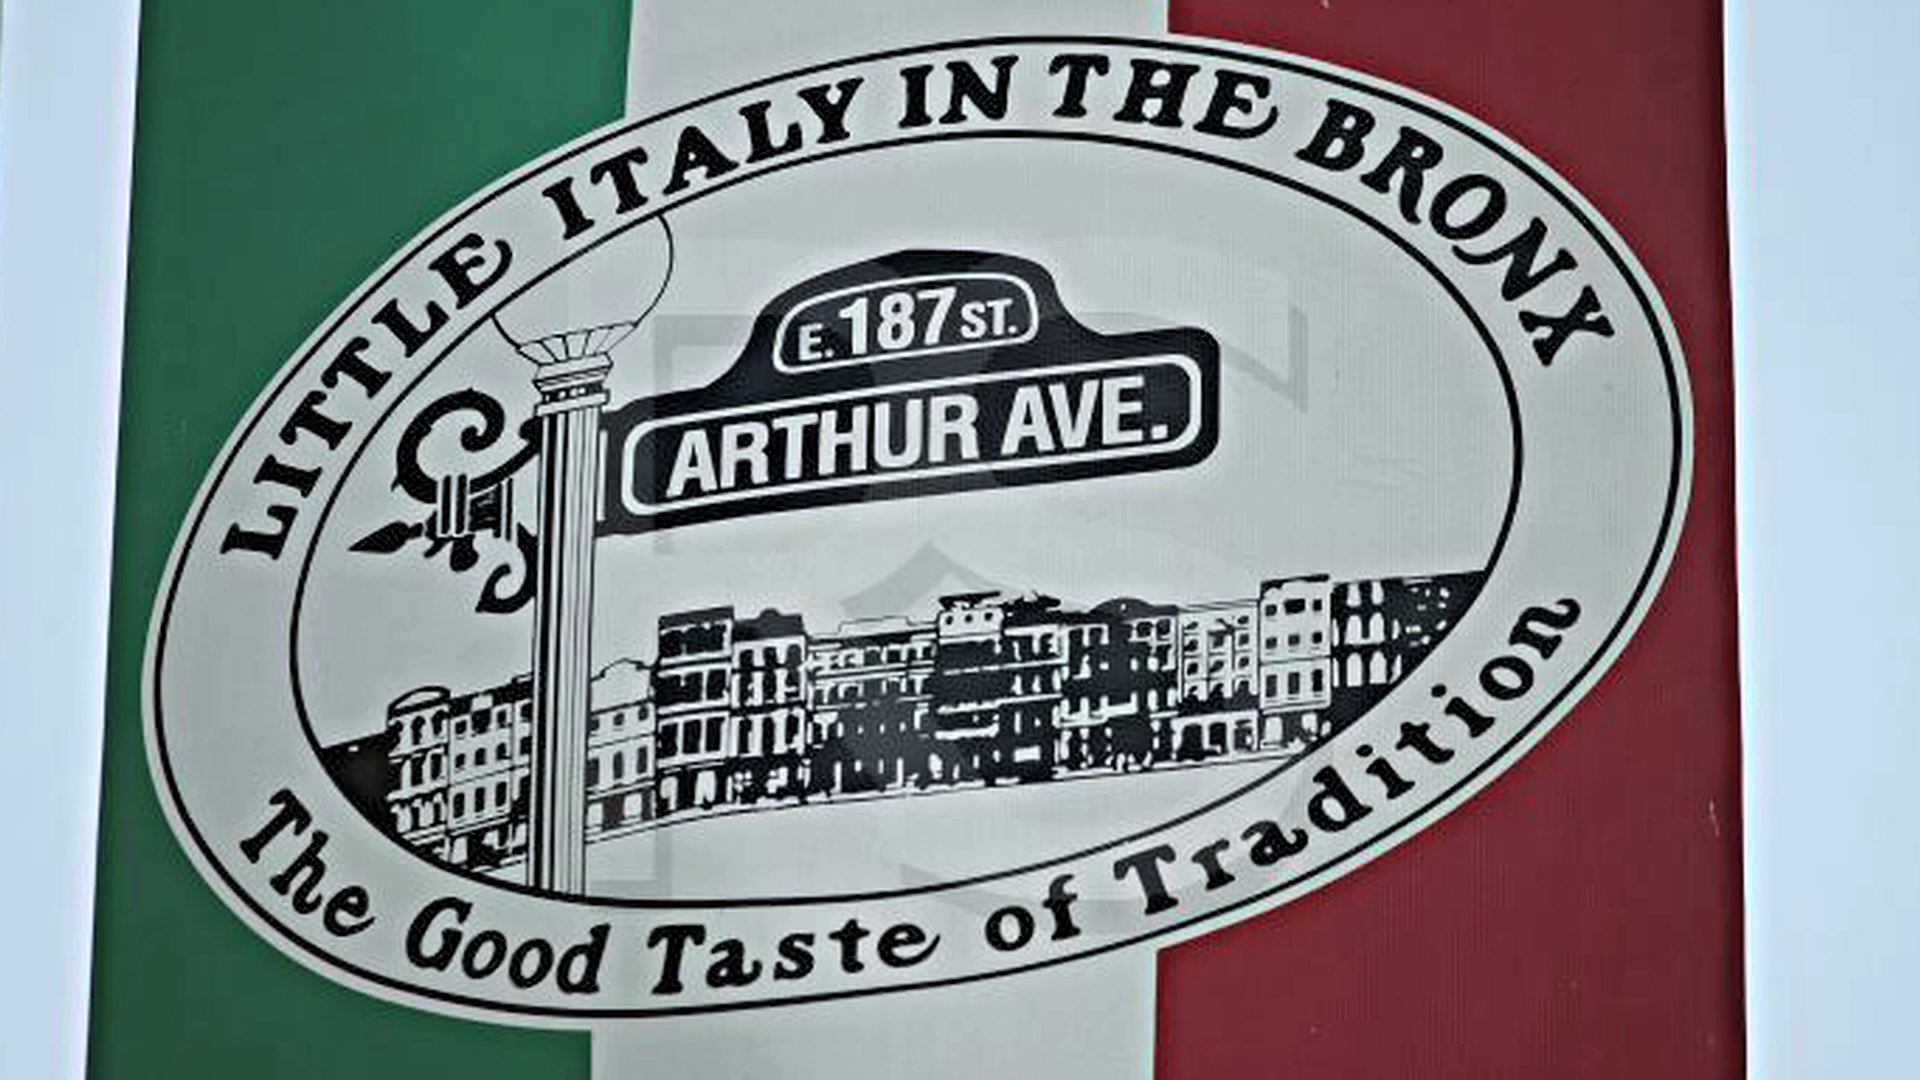 LITTLE ITALY IN THE BRONX
E. 187 ST.
ARTHUR AVE.
The Good Taste of Tradition